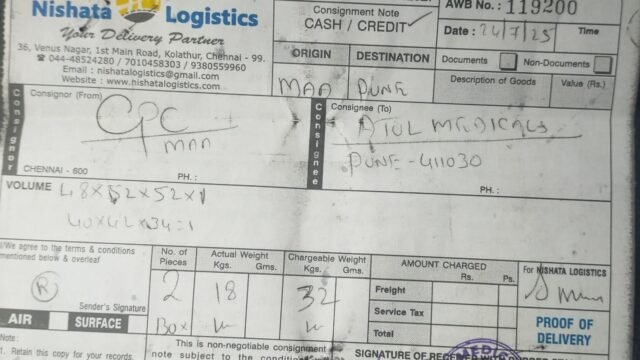 Nishata Logistics
Your Delivery Partner
36, Venus Nagar, 1st Main Road, Kolathur, Chennai - 99.
☎ 044-48524280 / 7010458303 / 9380559960
Email : nishatalogistics@gmail.com
Website : www.nishatalogistics.com
Consignment Note
CASH / CREDIT ✓
AWB No. : 119200
Date : 24/7/25 Time
ORIGIN DESTINATION
MAA PUNE
Documents Non-Documents
Description of Goods Value (Rs.)
Consignor
Consignor (From)
CPC
MAA
CHENNAI - 600 PH. :
Consignee
Consignee (To)
ATUL MEDICALS
PUNE - 411030
PH. :
VOLUME 48×52×52×1
40×42×34=1
I/We agree to the terms & conditions
mentioned below & overleaf
R
Sender's Signature
AIR SURFACE
No. of Pieces
2
Box
Actual Weight
Kgs. Gms.
18
Chargeable Weight
Kgs. Gms.
32
AMOUNT CHARGED
Rs. Ps.
Freight
Service Tax
Total
For NISHATA LOGISTICS
PROOF OF
DELIVERY
Note :
1. Retain this copy for your records.
This is non-negotiable consignment
note subject to the
SIGNATURE OF